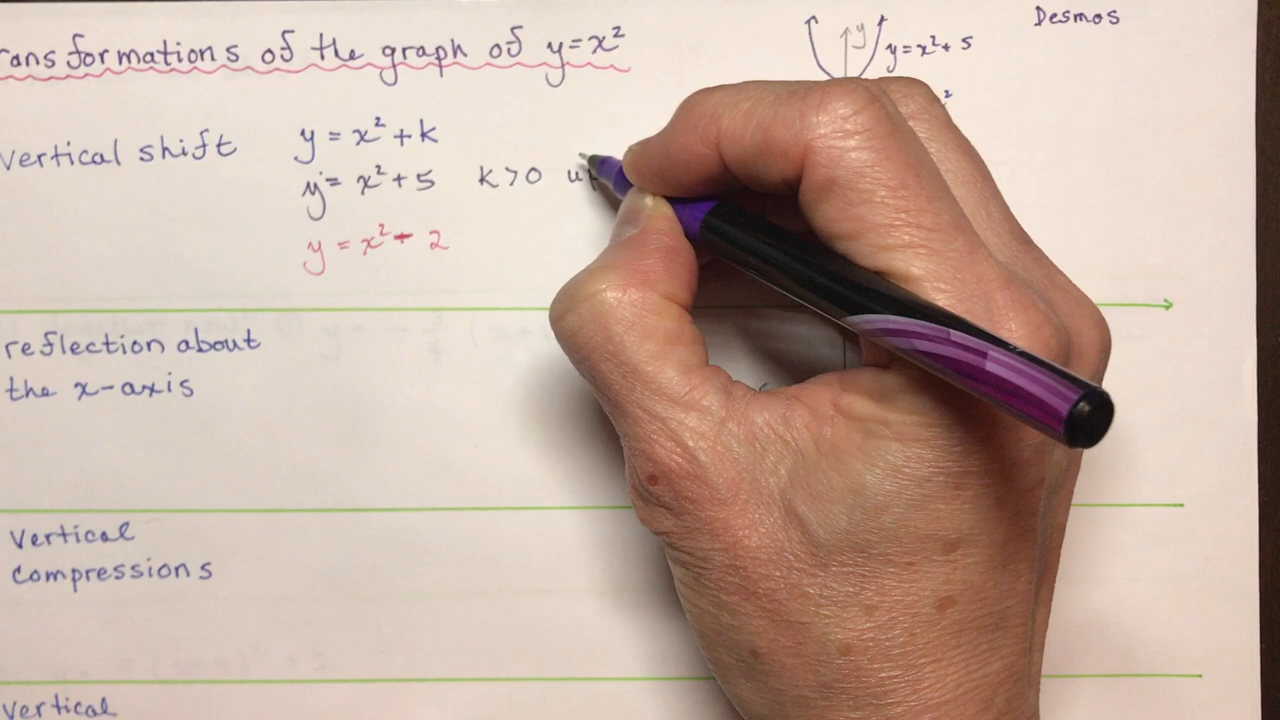 ransformations of the graph of y=x²
Desmos
y=x²+5
vertical shift
y = x² + k
y = x² + 5 k>0
y = x² - 2
reflection about
the x-axis
vertical
compressions
vertical